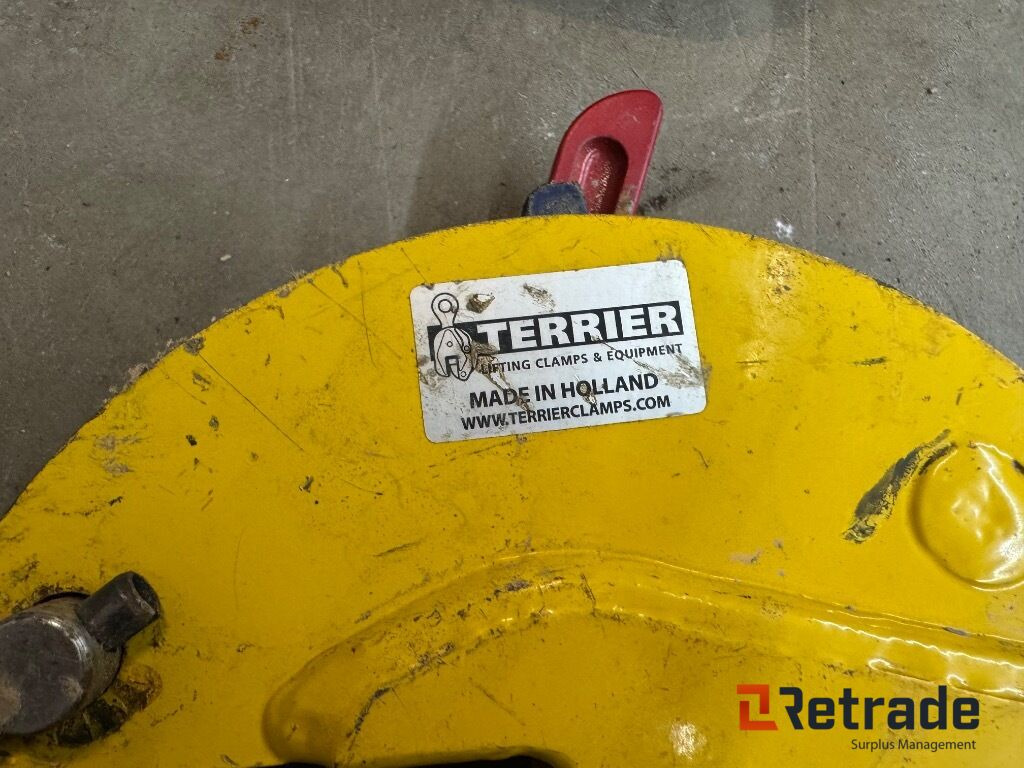 TERRIER
LIFTING CLAMPS & EQUIPMENT
MADE IN HOLLAND
WWW.TERRIERCLAMPS.COM
Retrade
Surplus Management